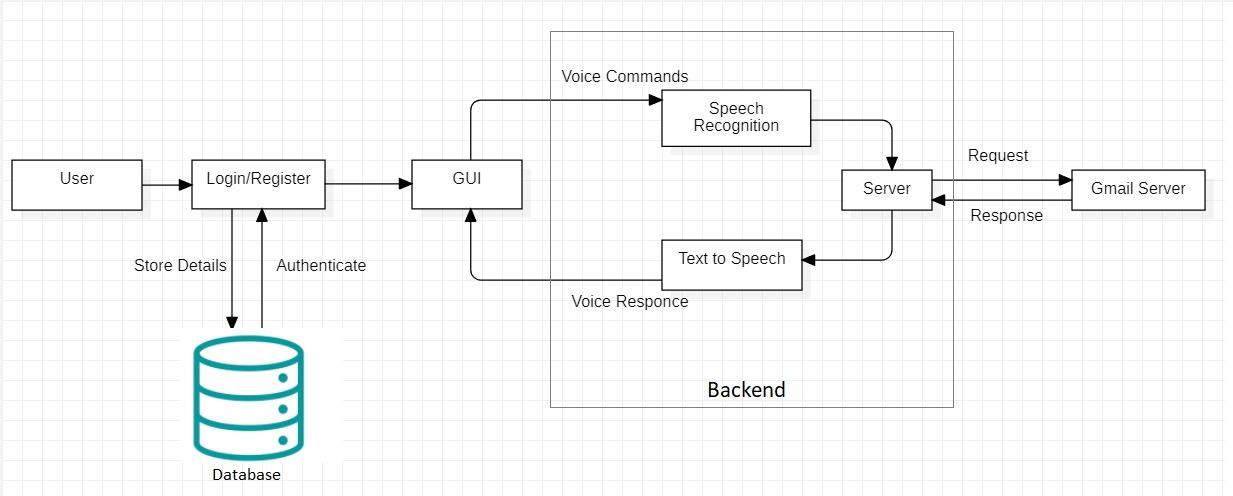 Voice Commands
Speech
Recognition
Request
User
Login/Register
GUI
Server
Gmail Server
Response
Store Details
Authenticate
Text to Speech
Voice Responce
Backend
Database